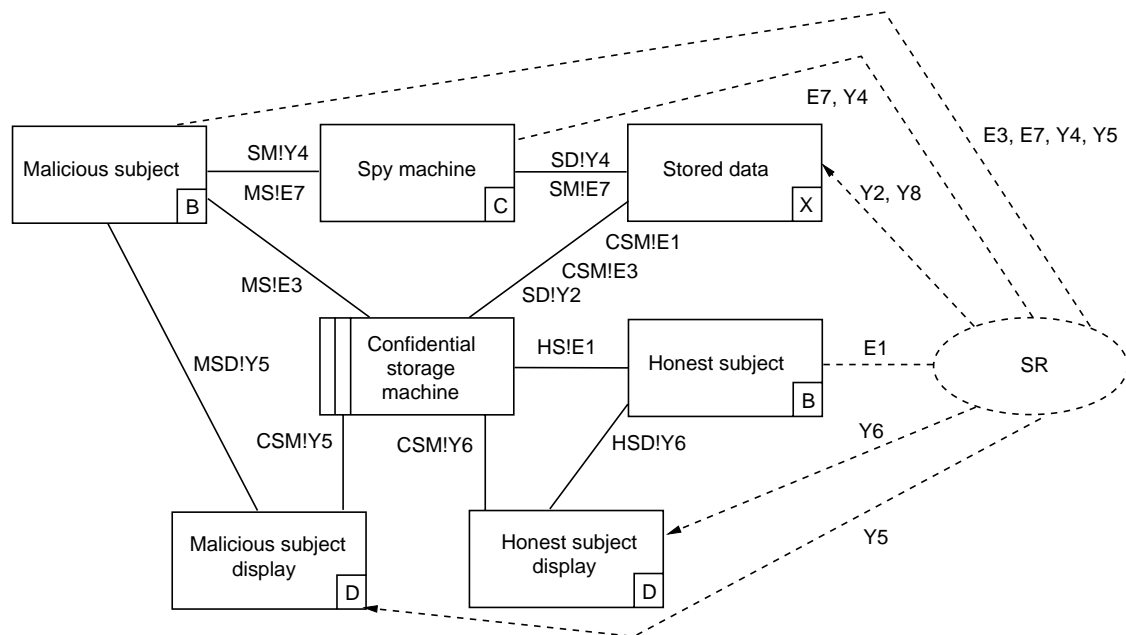 E7, Y4
E3, E7, Y4, Y5
SM!Y4
SD!Y4
Malicious subject
Spy machine
Stored data
MS!E7
SM!E7
Y2, Y8
B
C
X
CSM!E1
CSM!E3
MS!E3
SD!Y2
Confidential
storage
machine
HS!E1
Honest subject
E1
SR
MSD!Y5
B
CSM!Y5
CSM!Y6
HSD!Y6
Y6
Malicious subject
display
Honest subject
display
Y5
D
D